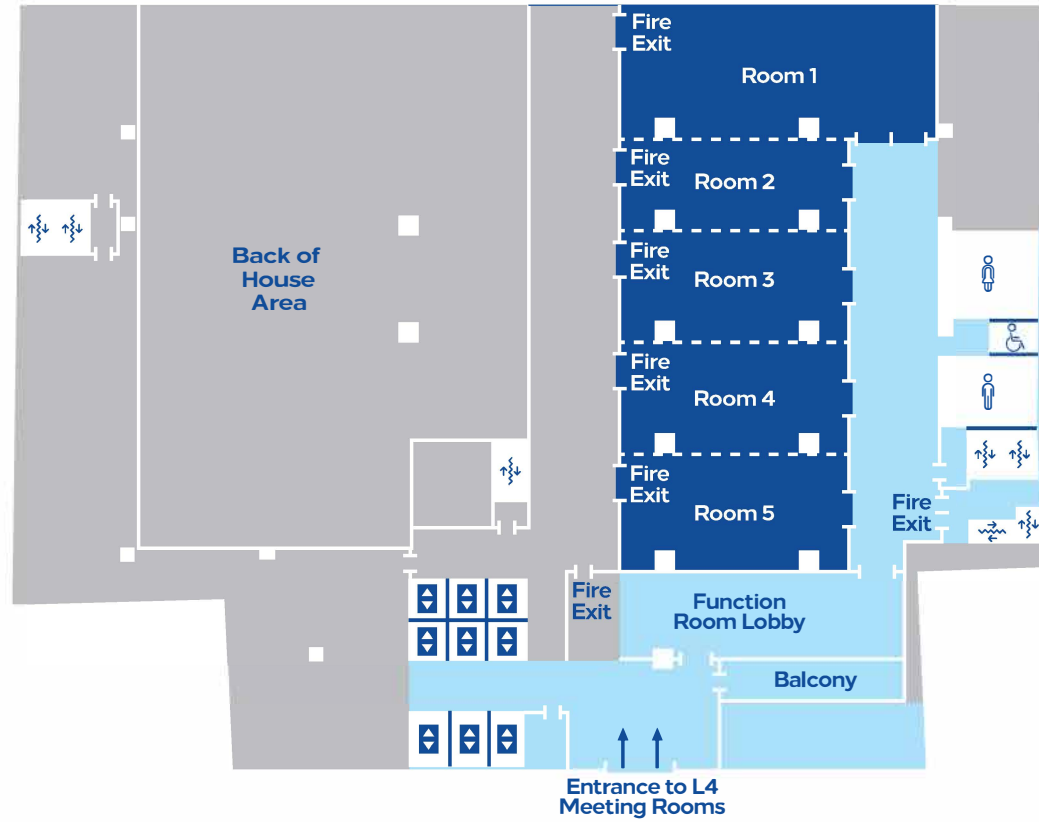 Fire
Exit
Room 1
Fire
Exit
Room 2
Fire
Exit
Room 3
Back of
House
Area
Fire
Exit
Room 4
Fire
Exit
Room 5
Fire
Exit
Fire
Exit
Function
Room Lobby
Balcony
Entrance to L4
Meeting Rooms